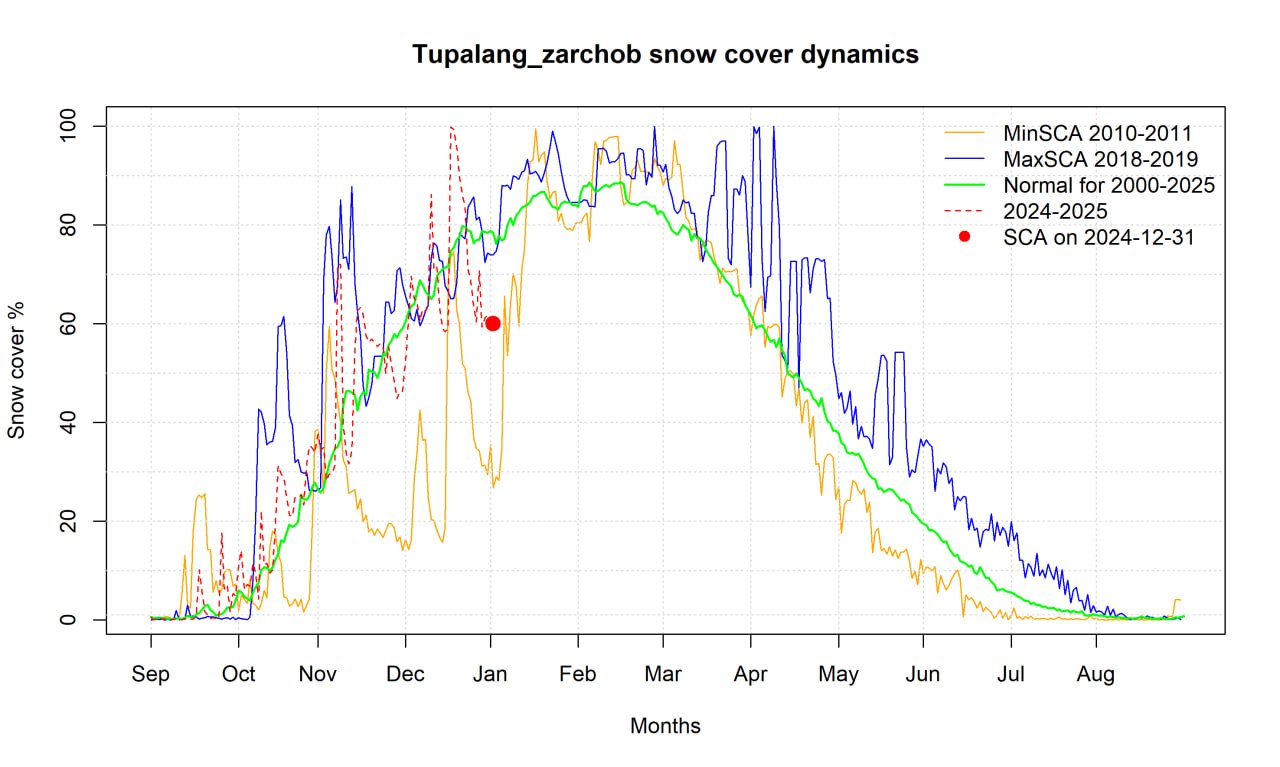 Tupalang_zarchob snow cover dynamics
MinSCA 2010-2011
MaxSCA 2018-2019
Normal for 2000-2025
2024-2025
SCA on 2024-12-31
Snow cover %
100
80
60
40
20
0
Sep Oct Nov Dec Jan Feb Mar Apr May Jun Jul Aug
Months